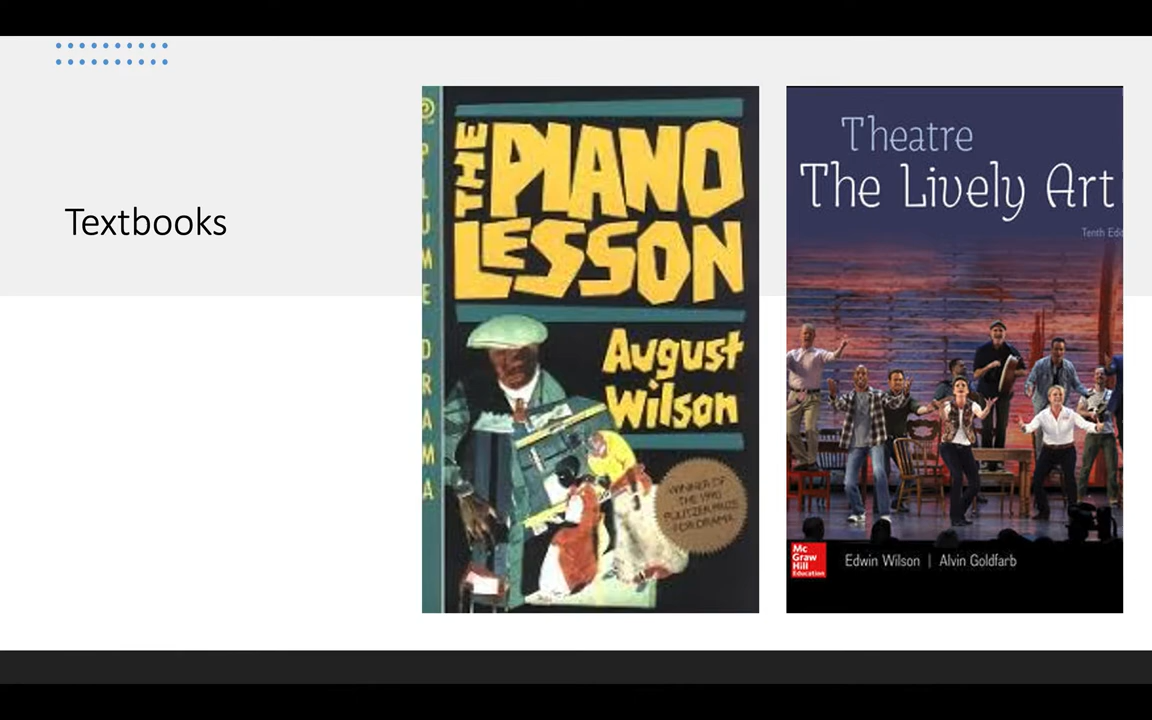 Textbooks
PLUME DRAMA
THE
PIANO
LESSON
August
Wilson
WINNER OF
THE 1990
PULITZER PRIZE
FOR DRAMA
Theatre
The Lively Art
Tenth Edi
Mc
Graw
Hill
Education
Edwin Wilson | Alvin Goldfarb